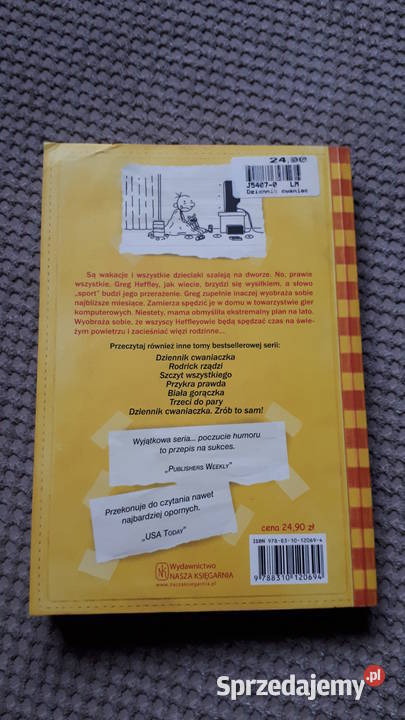 24,90
J5407-0 LM
Dziennik cwaniac
Są wakacje i wszystkie dzieciaki szaleją na dworze. No, prawie
wszystkie. Greg Heffley, jak wiecie, brzydzi się wysiłkiem, a słowo
„sport” budzi jego przerażenie. Greg zupełnie inaczej wyobraża sobie
najbliższe miesiące. Zamierza spędzić je w domu w towarzystwie gier
komputerowych. Niestety, mama obmyśliła ekstremalny plan na lato.
Wyobraża sobie, że wszyscy Heffleyowie będą spędzać czas na świe-
żym powietrzu i zacieśniać więzi rodzinne...
Przeczytaj również inne tomy bestsellerowej serii:
Dziennik cwaniaczka
Rodrick rządzi
Szczyt wszystkiego
Przykra prawda
Biała gorączka
Trzeci do pary
Dziennik cwaniaczka. Zrób to sam!
Wyjątkowa seria... poczucie humoru
to przepis na sukces.
„Publishers Weekly”
Przekonuje do czytania nawet
najbardziej opornych.
„USA Today”
cena 24,90 zł
ISBN 978-83-10-12069-4
9 788310 120694
Wydawnictwo
NASZA KSIĘGARNIA
www.naszaksiegarnia.pl
Sprzedajemy.pl